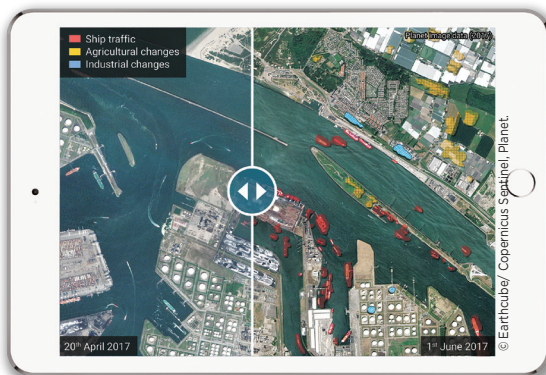 Ship traffic
Agricultural changes
Industrial changes
Planet image data (2017)
20th April 2017
1st June 2017
© Earthcube/ Copernicus Sentinel, Planet.